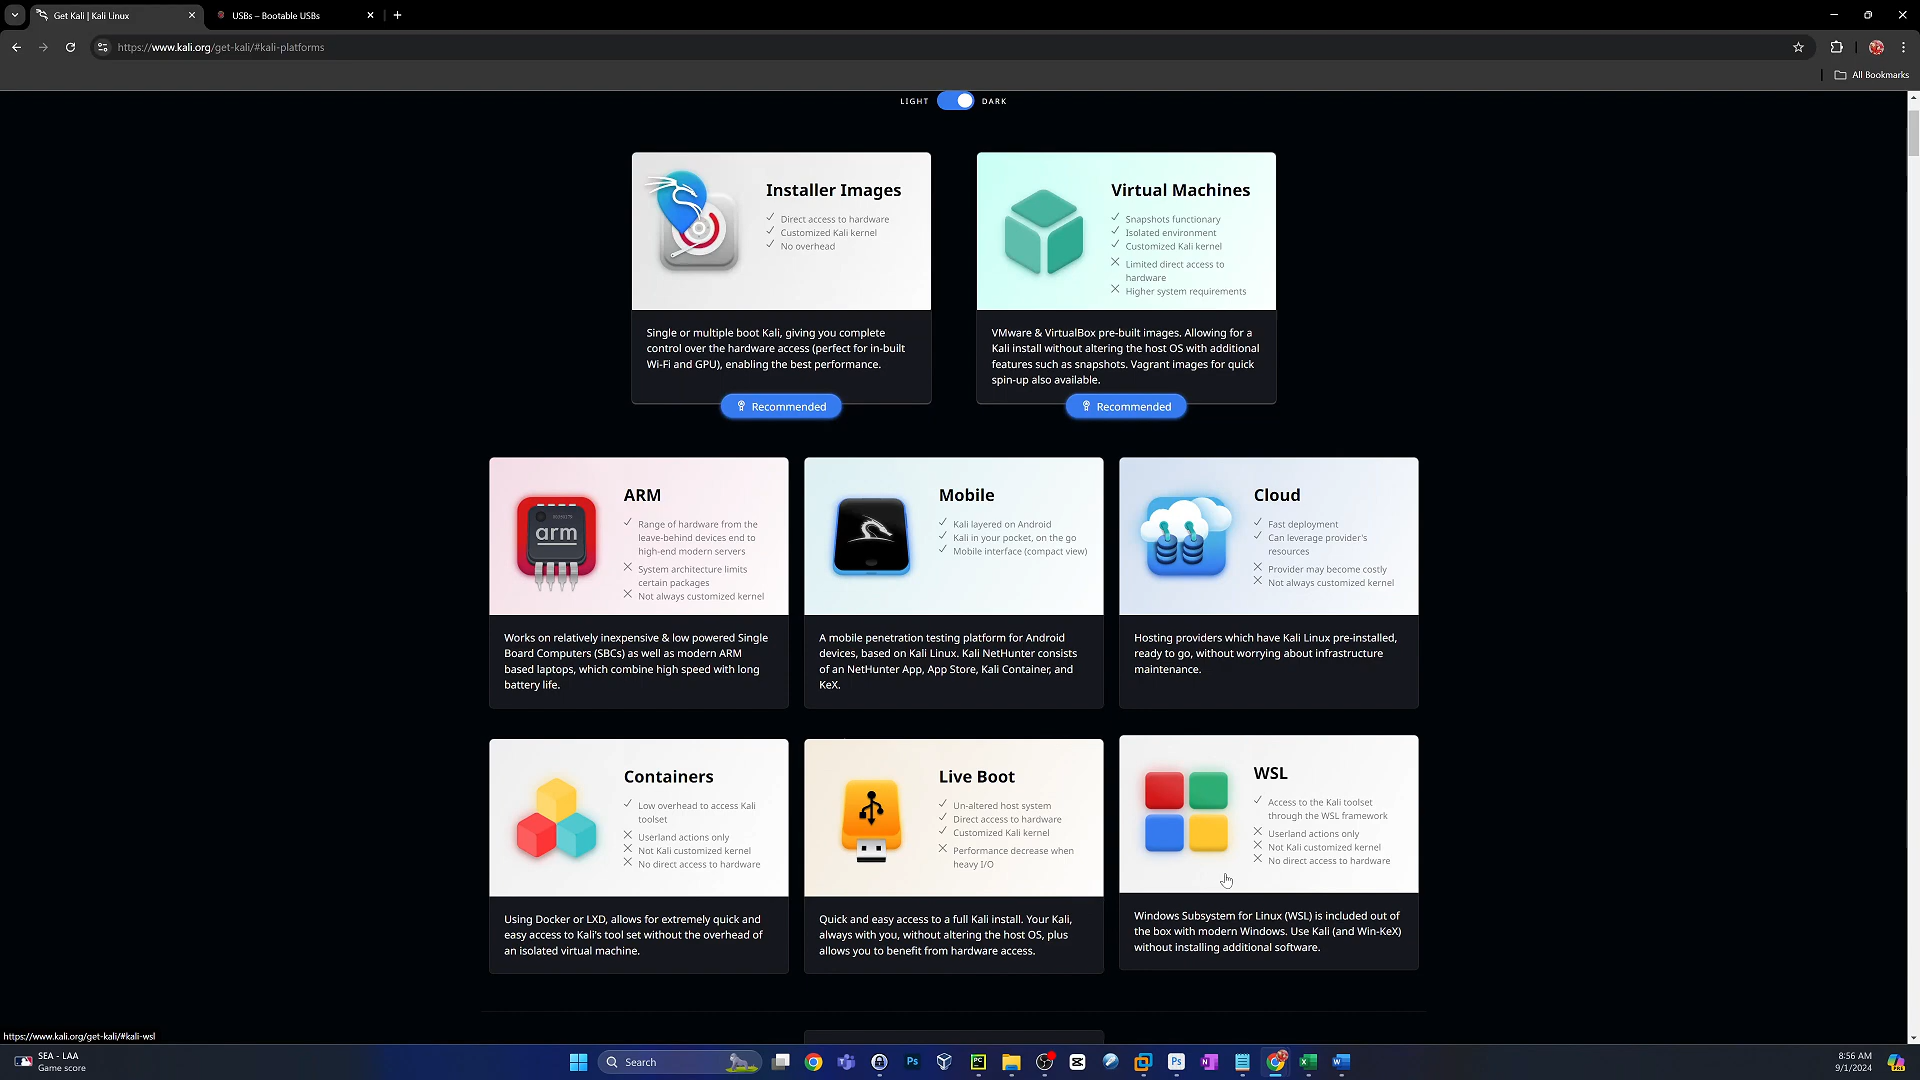 Get Kali | Kali Linux
USBs – Bootable USBs
https://www.kali.org/get-kali/#kali-platforms
All Bookmarks
LIGHT DARK
Installer Images
Direct access to hardware
Customized Kali kernel
No overhead
Single or multiple boot Kali, giving you complete
control over the hardware access (perfect for in-built
Wi-Fi and GPU), enabling the best performance.
Recommended
Virtual Machines
Snapshots functionary
Isolated environment
Customized Kali kernel
Limited direct access to
hardware
Higher system requirements
VMware & VirtualBox pre-built images. Allowing for a
Kali install without altering the host OS with additional
features such as snapshots. Vagrant images for quick
spin-up also available.
Recommended
arm
ARM
Range of hardware from the
leave-behind devices end to
high-end modern servers
System architecture limits
certain packages
Not always customized kernel
Works on relatively inexpensive & low powered Single
Board Computers (SBCs) as well as modern ARM
based laptops, which combine high speed with long
battery life.
Mobile
Kali layered on Android
Kali in your pocket, on the go
Mobile interface (compact view)
A mobile penetration testing platform for Android
devices, based on Kali Linux. Kali NetHunter consists
of an NetHunter App, App Store, Kali Container, and
KeX.
Cloud
Fast deployment
Can leverage provider's
resources
Provider may become costly
Not always customized kernel
Hosting providers which have Kali Linux pre-installed,
ready to go, without worrying about infrastructure
maintenance.
Containers
Low overhead to access Kali
toolset
Userland actions only
Not Kali customized kernel
No direct access to hardware
Using Docker or LXD, allows for extremely quick and
easy access to Kali's tool set without the overhead of
an isolated virtual machine.
Live Boot
Un-altered host system
Direct access to hardware
Customized Kali kernel
Performance decrease when
heavy I/O
Quick and easy access to a full Kali install. Your Kali,
always with you, without altering the host OS, plus
allows you to benefit from hardware access.
WSL
Access to the Kali toolset
through the WSL framework
Userland actions only
Not Kali customized kernel
No direct access to hardware
Windows Subsystem for Linux (WSL) is included out of
the box with modern Windows. Use Kali (and Win-KeX)
without installing additional software.
https://www.kali.org/get-kali/#kali-wsl
SEA - LAA
Game score
Search
Ps
PC
Ps
8:56 AM
9/1/2024